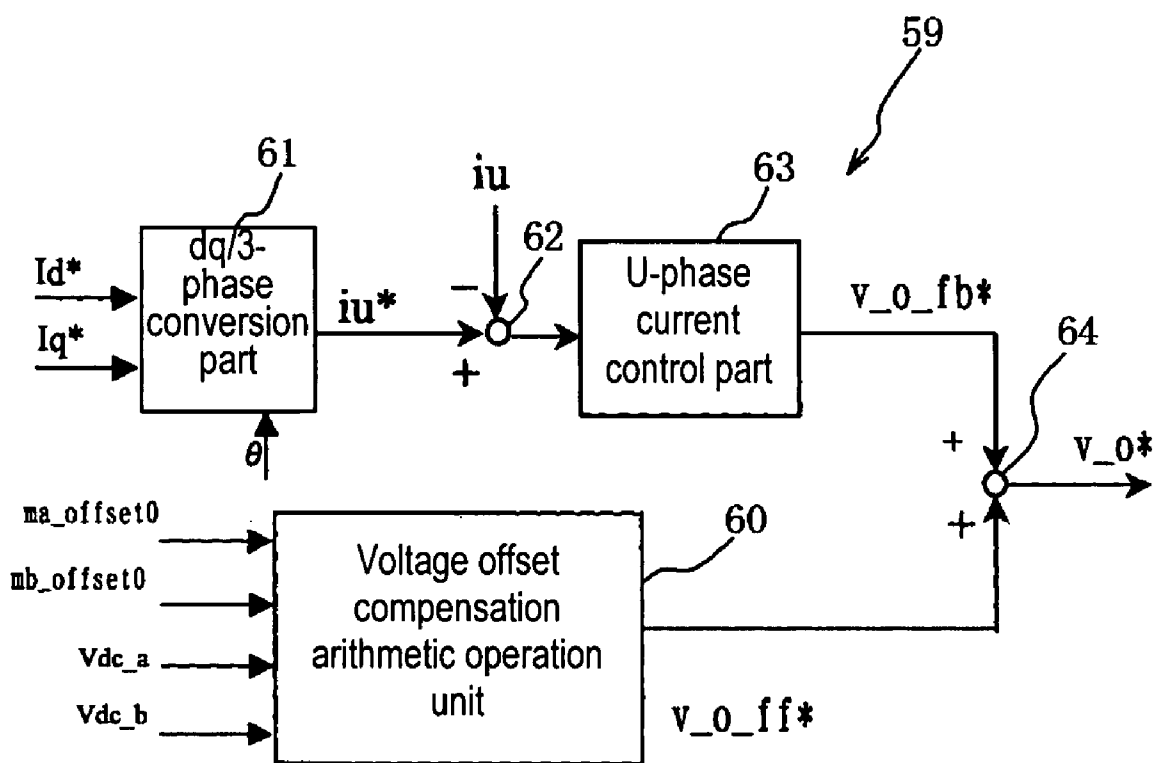 59
61
iu
63
62
dq/3-
phase
conversion
part
Id*
Iq*
iu*
−
+
U-phase
current
control part
v_o_fb*
64
θ
+
v_o*
+
ma_offset0
mb_offset0
Vdc_a
Vdc_b
60
Voltage offset
compensation
arithmetic operation
unit
v_o_ff*